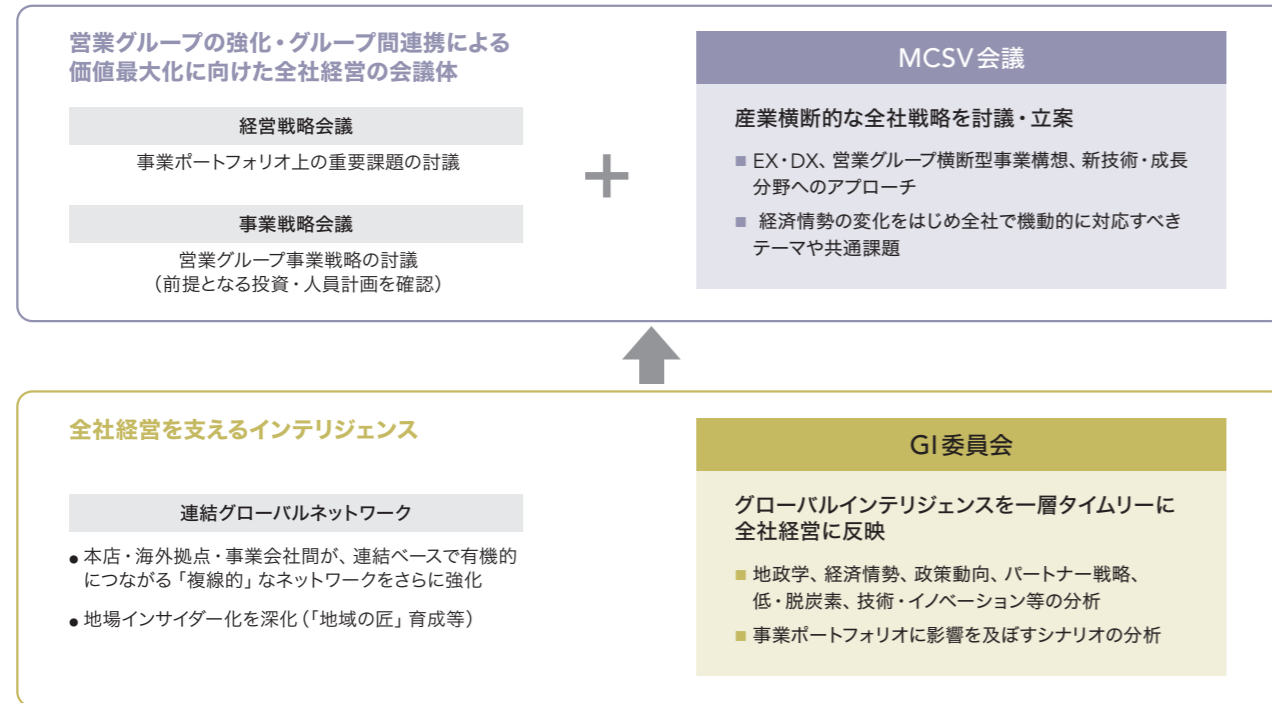 営業グループの強化・グループ間連携による
価値最大化に向けた全社経営の会議体
経営戦略会議
事業ポートフォリオ上の重要課題の討議
事業戦略会議
営業グループ事業戦略の討議
（前提となる投資・人員計画を確認）
＋
MCSV会議
産業横断的な全社戦略を討議・立案
■ EX・DX、営業グループ横断型事業構想、新技術・成長
分野へのアプローチ
■ 経済情勢の変化をはじめ全社で機動的に対応すべき
テーマや共通課題
全社経営を支えるインテリジェンス
連結グローバルネットワーク
● 本店・海外拠点・事業会社間が、連結ベースで有機的
につながる「複線的」なネットワークをさらに強化
● 地場インサイダー化を深化（「地域の匠」育成等）
GI委員会
グローバルインテリジェンスを一層タイムリーに
全社経営に反映
■ 地政学、経済情勢、政策動向、パートナー戦略、
低・脱炭素、技術・イノベーション等の分析
■ 事業ポートフォリオに影響を及ぼすシナリオの分析